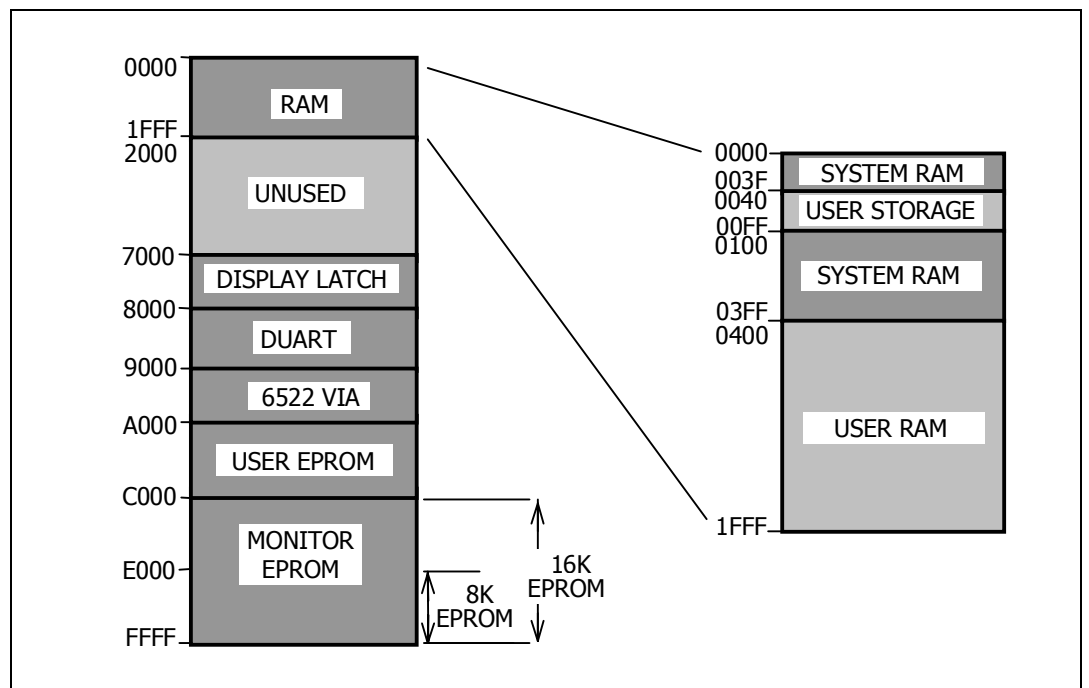 0000
RAM
1FFF
2000
UNUSED
7000
DISPLAY LATCH
8000
DUART
9000
6522 VIA
A000
USER EPROM
C000
MONITOR
EPROM
E000
FFFF
16K
EPROM
8K
EPROM
0000
SYSTEM RAM
003F
0040
USER STORAGE
00FF
0100
SYSTEM RAM
03FF
0400
USER RAM
1FFF